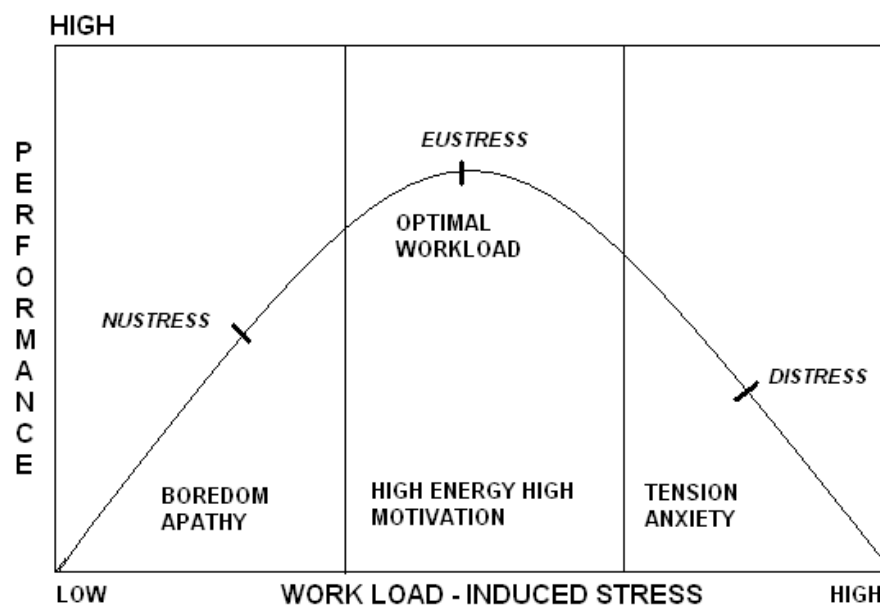 HIGH
PERFORMANCE
EUSTRESS
OPTIMAL
WORKLOAD
NUSTRESS
DISTRESS
BOREDOM
APATHY
HIGH ENERGY HIGH
MOTIVATION
TENSION
ANXIETY
LOW
WORK LOAD - INDUCED STRESS
HIGH